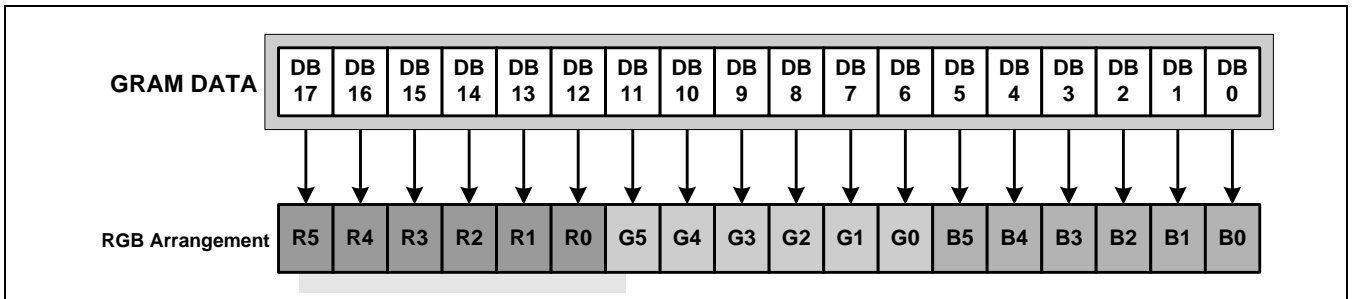 GRAM DATA
DB 17 DB 16 DB 15 DB 14 DB 13 DB 12 DB 11 DB 10 DB 9 DB 8 DB 7 DB 6 DB 5 DB 4 DB 3 DB 2 DB 1 DB 0
RGB Arrangement
R5 R4 R3 R2 R1 R0 G5 G4 G3 G2 G1 G0 B5 B4 B3 B2 B1 B0